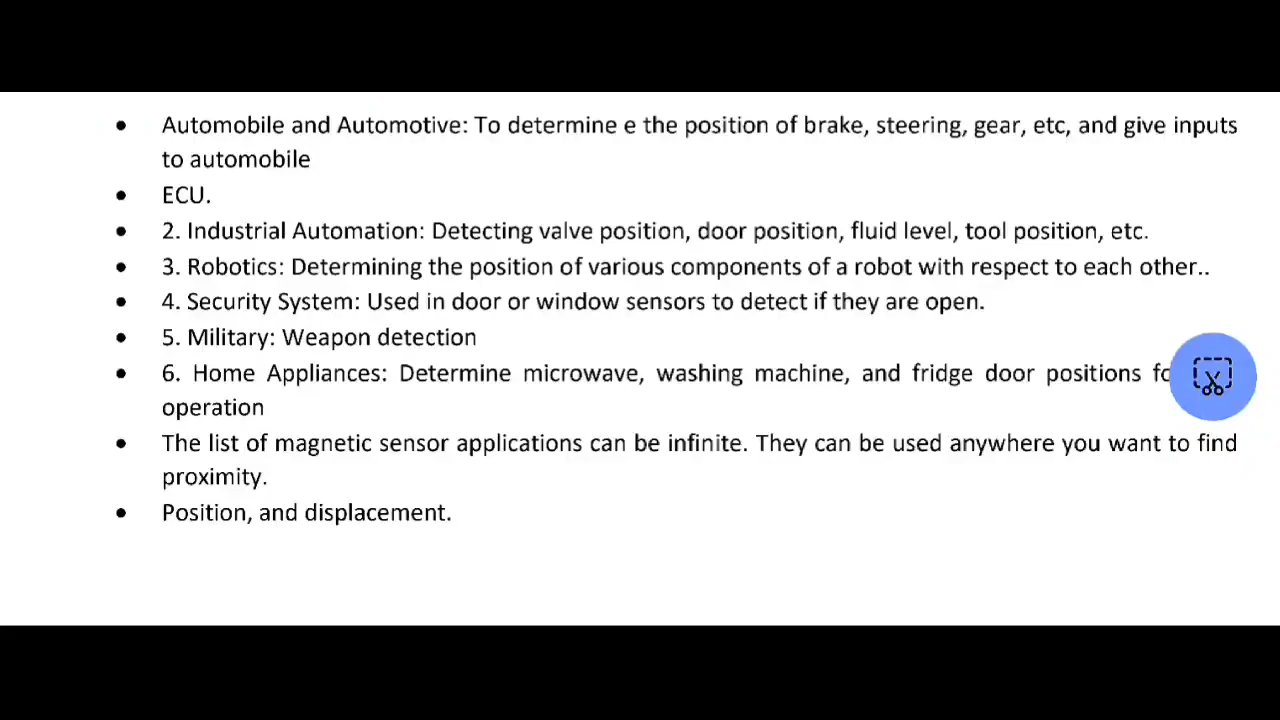 • Automobile and Automotive: To determine e the position of brake, steering, gear, etc, and give inputs
to automobile
• ECU.
• 2. Industrial Automation: Detecting valve position, door position, fluid level, tool position, etc.
• 3. Robotics: Determining the position of various components of a robot with respect to each other..
• 4. Security System: Used in door or window sensors to detect if they are open.
• 5. Military: Weapon detection
• 6. Home Appliances: Determine microwave, washing machine, and fridge door positions
operation
• The list of magnetic sensor applications can be infinite. They can be used anywhere you want to find
proximity.
• Position, and displacement.